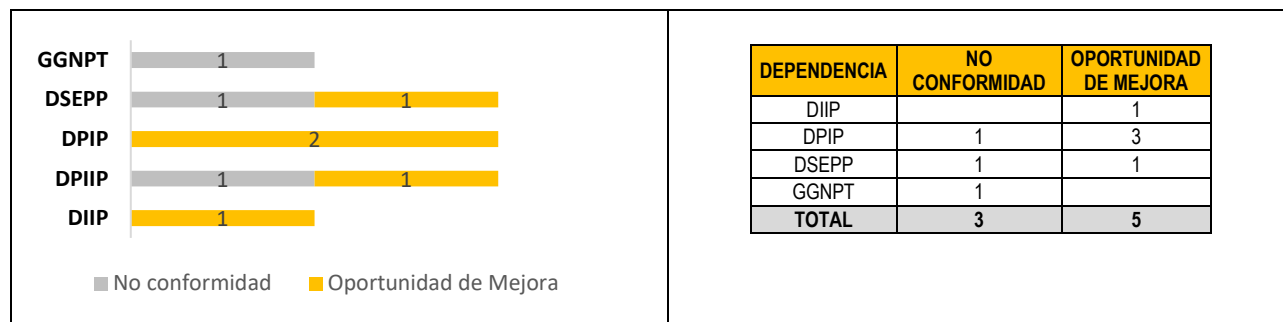 GGNPT 1
DSEPP 1 1
DPIP 2
DPIIP 1 1
DIIP 1
No conformidad Oportunidad de Mejora
DEPENDENCIA NO CONFORMIDAD OPORTUNIDAD DE MEJORA
DIIP 1
DPIP 1 3
DSEPP 1 1
GGNPT 1
TOTAL 3 5